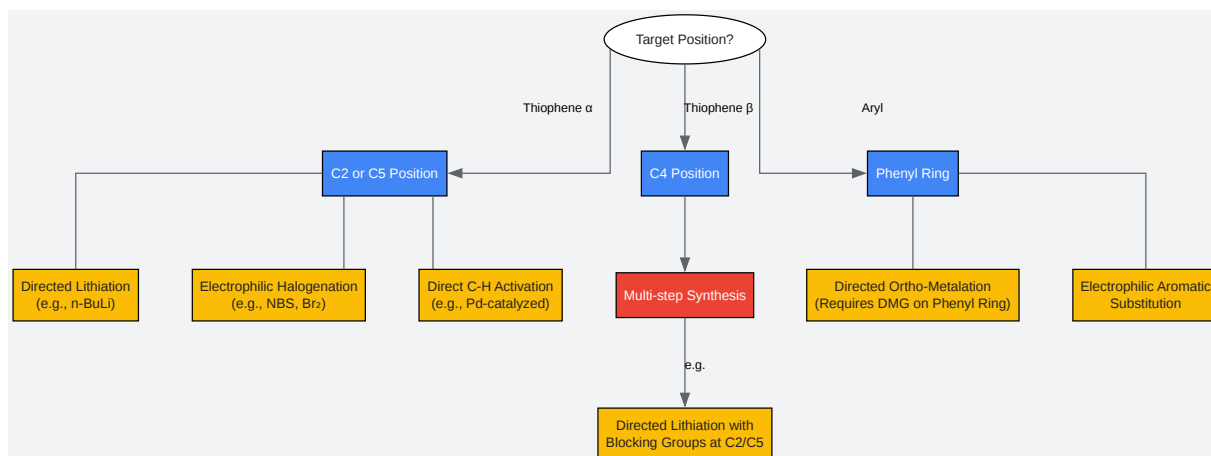 Target Position?
Thiophene α
Thiophene β
Aryl
C2 or C5 Position
C4 Position
Phenyl Ring
Directed Lithiation
(e.g., n-BuLi)
Electrophilic Halogenation
(e.g., NBS, Br₂)
Direct C-H Activation
(e.g., Pd-catalyzed)
Multi-step Synthesis
Directed Ortho-Metalation
(Requires DMG on Phenyl Ring)
Electrophilic Aromatic
Substitution
e.g.
Directed Lithiation with
Blocking Groups at C2/C5